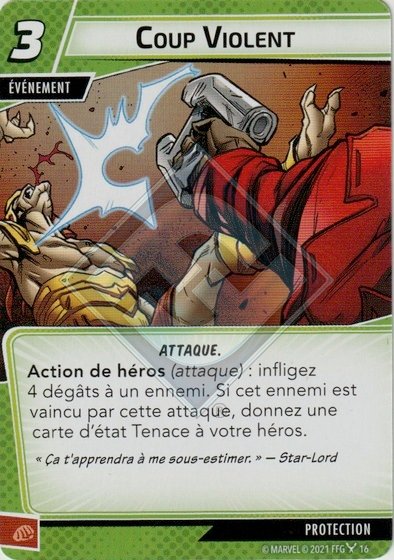 3
COUP VIOLENT
ÉVÉNEMENT
ATTAQUE.
Action de héros (attaque) : infligez
4 dégâts à un ennemi. Si cet ennemi est
vaincu par cette attaque, donnez une
carte d’état Tenace à votre héros.
« Ça t’apprendra à me sous-estimer. » — Star-Lord
PROTECTION
© MARVEL © 2021 FFG 16